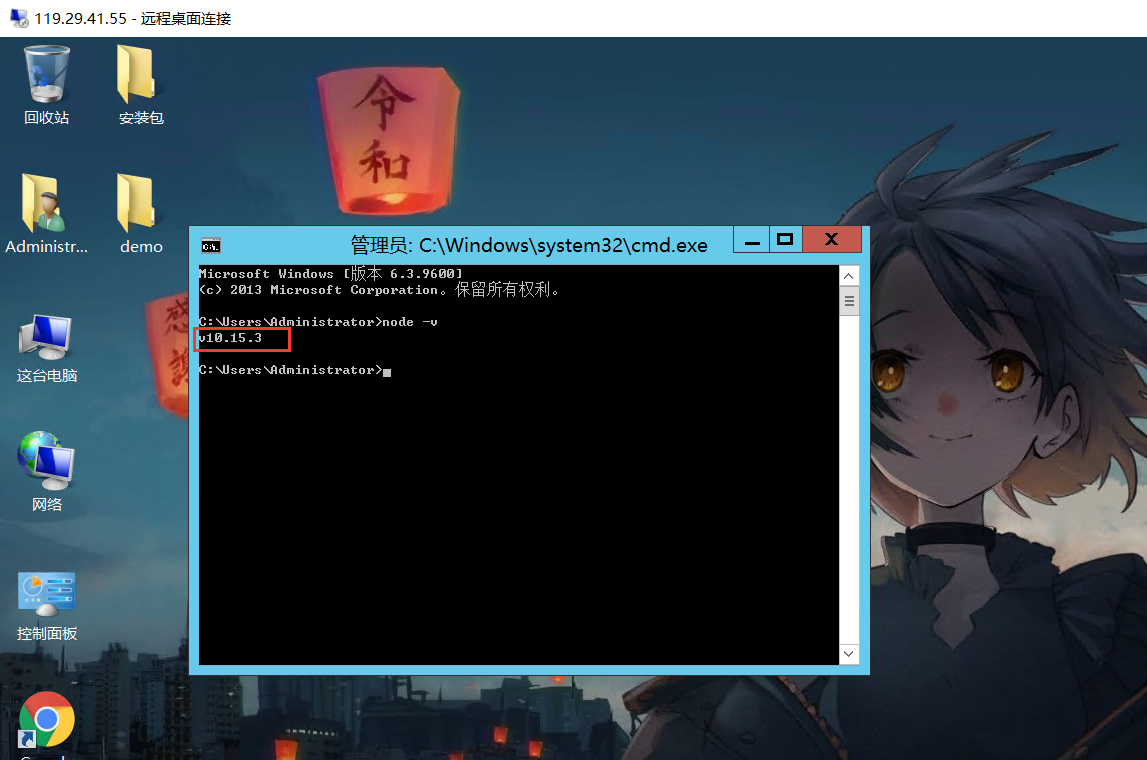 119.29.41.55 - 远程桌面连接
回收站
安装包
令和
Administr...
demo
感謝
管理员: C:\Windows\system32\cmd.exe
Microsoft Windows [版本 6.3.9600]
(c) 2013 Microsoft Corporation。保留所有权利。
C:\Users\Administrator>node -v
v10.15.3
C:\Users\Administrator>
这台电脑
网络
控制面板